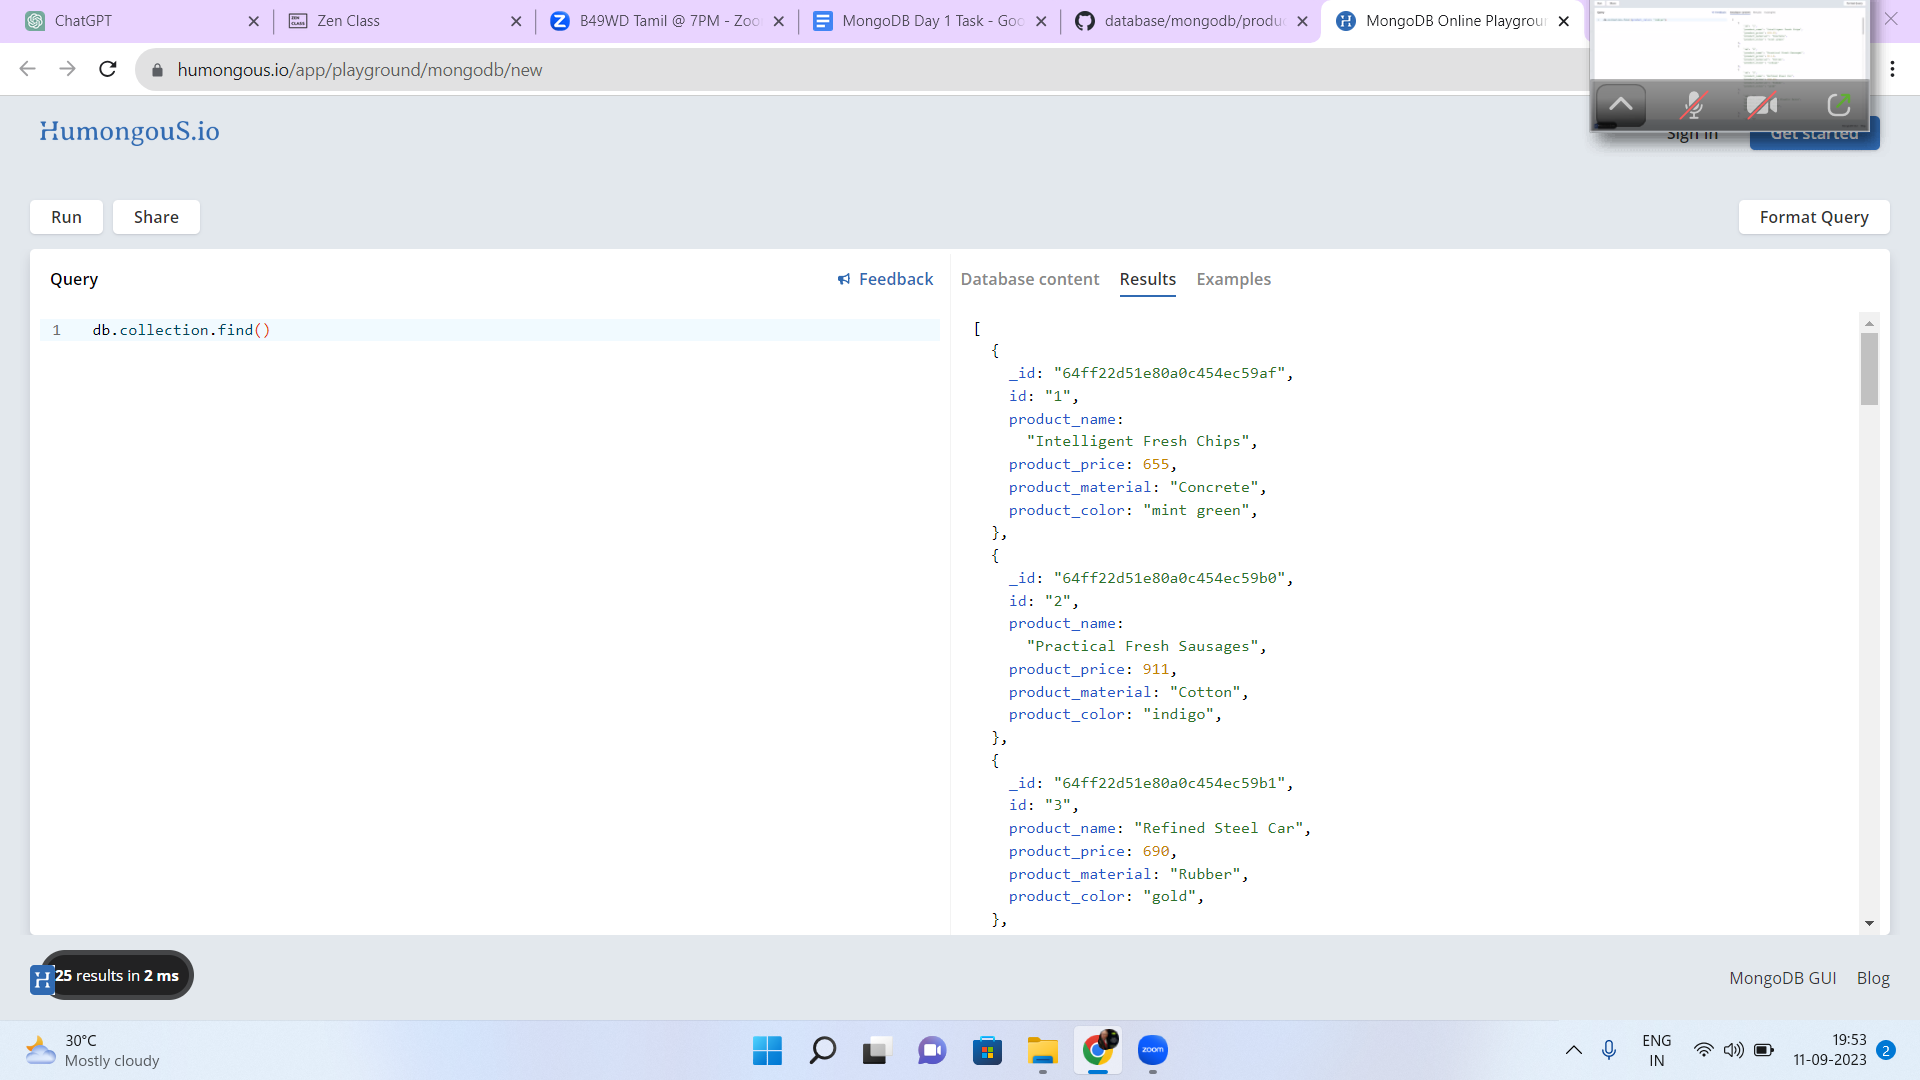 ChatGPT
Zen Class
B49WD Tamil @ 7PM - Zoo
MongoDB Day 1 Task - Goo
database/mongodb/produ
MongoDB Online Playgroun
humongous.io/app/playground/mongodb/new
HumongouS.io
Sign in
Get started
Run
Share
Format Query
Query
Feedback
Database content
Results
Examples
1 db.collection.find()
[
{
_id: "64ff22d51e80a0c454ec59af",
id: "1",
product_name:
"Intelligent Fresh Chips",
product_price: 655,
product_material: "Concrete",
product_color: "mint green",
},
{
_id: "64ff22d51e80a0c454ec59b0",
id: "2",
product_name:
"Practical Fresh Sausages",
product_price: 911,
product_material: "Cotton",
product_color: "indigo",
},
{
_id: "64ff22d51e80a0c454ec59b1",
id: "3",
product_name: "Refined Steel Car",
product_price: 690,
product_material: "Rubber",
product_color: "gold",
},
25 results in 2 ms
MongoDB GUI
Blog
30°C
Mostly cloudy
zoom
ENG
IN
19:53
11-09-2023
2